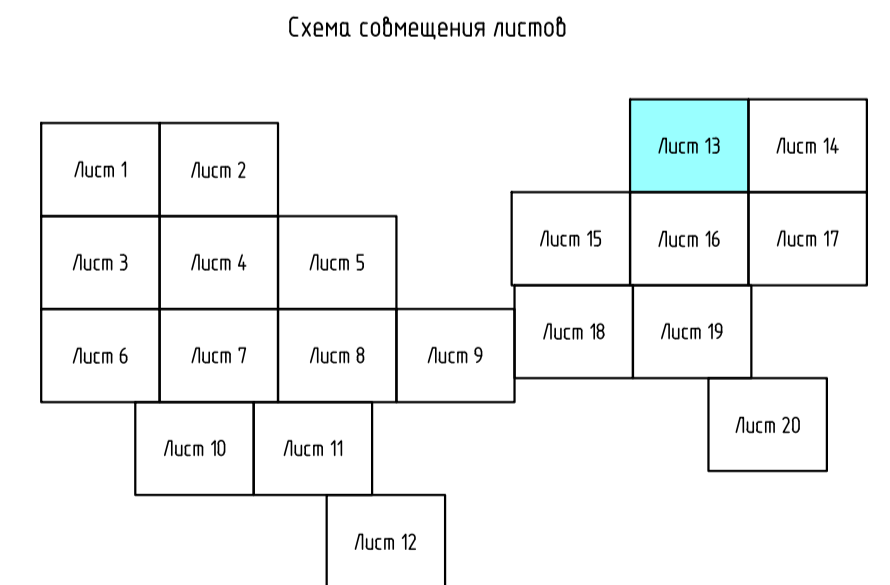 Схема совмещения листов
Лист 1
Лист 2
Лист 3
Лист 4
Лист 5
Лист 6
Лист 7
Лист 8
Лист 9
Лист 10
Лист 11
Лист 12
Лист 13
Лист 14
Лист 15
Лист 16
Лист 17
Лист 18
Лист 19
Лист 20